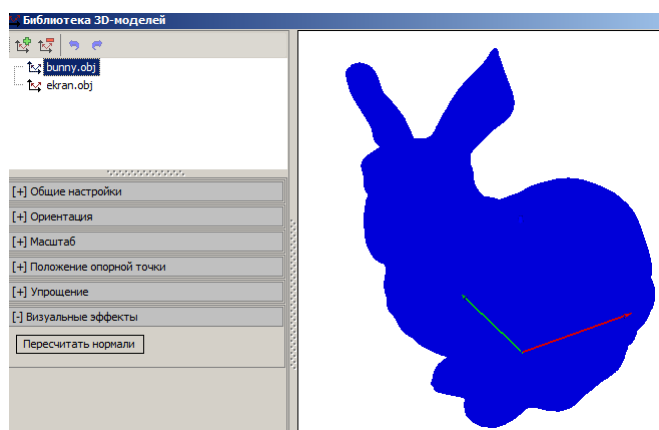 Библиотека 3D-моделей
bunny.obj
ekran.obj
[+] Общие настройки
[+] Ориентация
[+] Масштаб
[+] Положение опорной точки
[+] Упрощение
[-] Визуальные эффекты
Пересчитать нормали